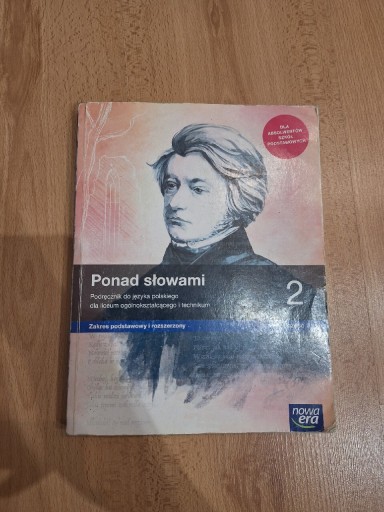 DLA
ABSOLWENTÓW
SZKÓŁ
PODSTAWOWYCH
Ponad słowami
Podręcznik do języka polskiego
dla liceum ogólnokształcącego i technikum
2
Zakres podstawowy i rozszerzony
nowa
era